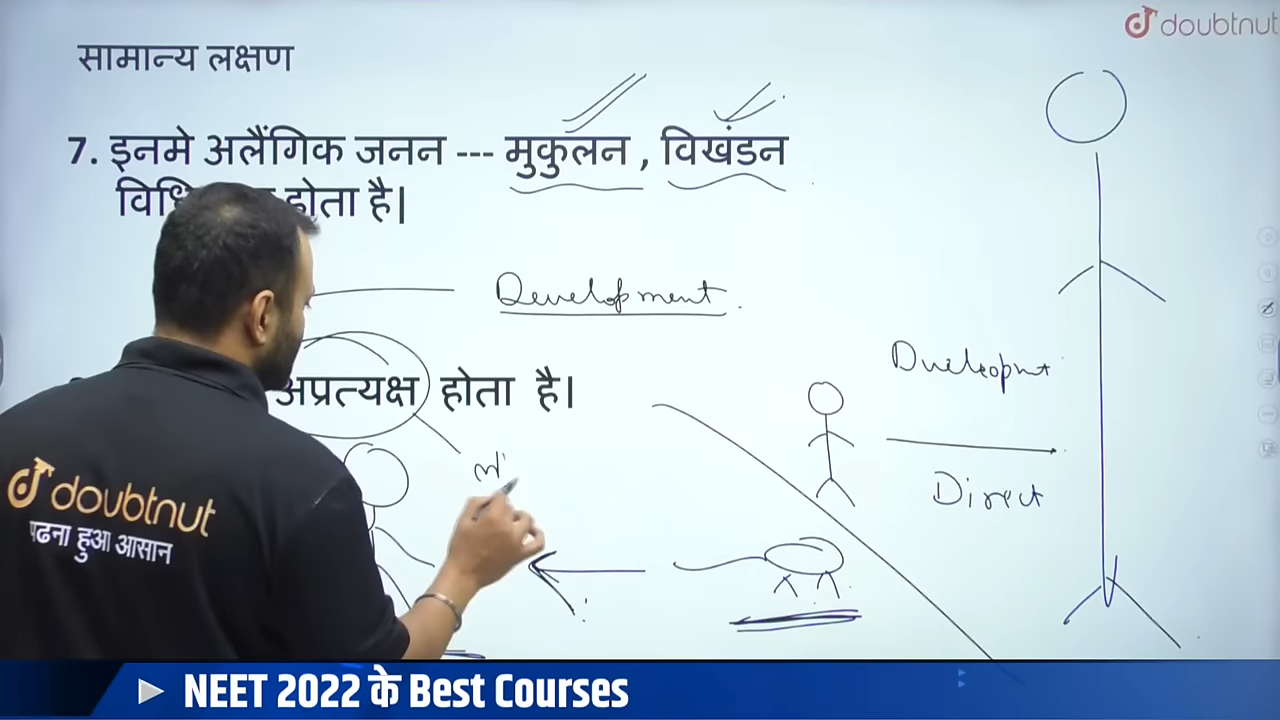 doubtnut
सामान्य लक्षण
7. इनमे अलैंगिक जनन --- मुकुलन , विखंडन
होता है|
Development
Development
अप्रत्यक्ष होता है|
Direct
doubtnut
पढना हुआ आसान
NEET 2022 के Best Courses